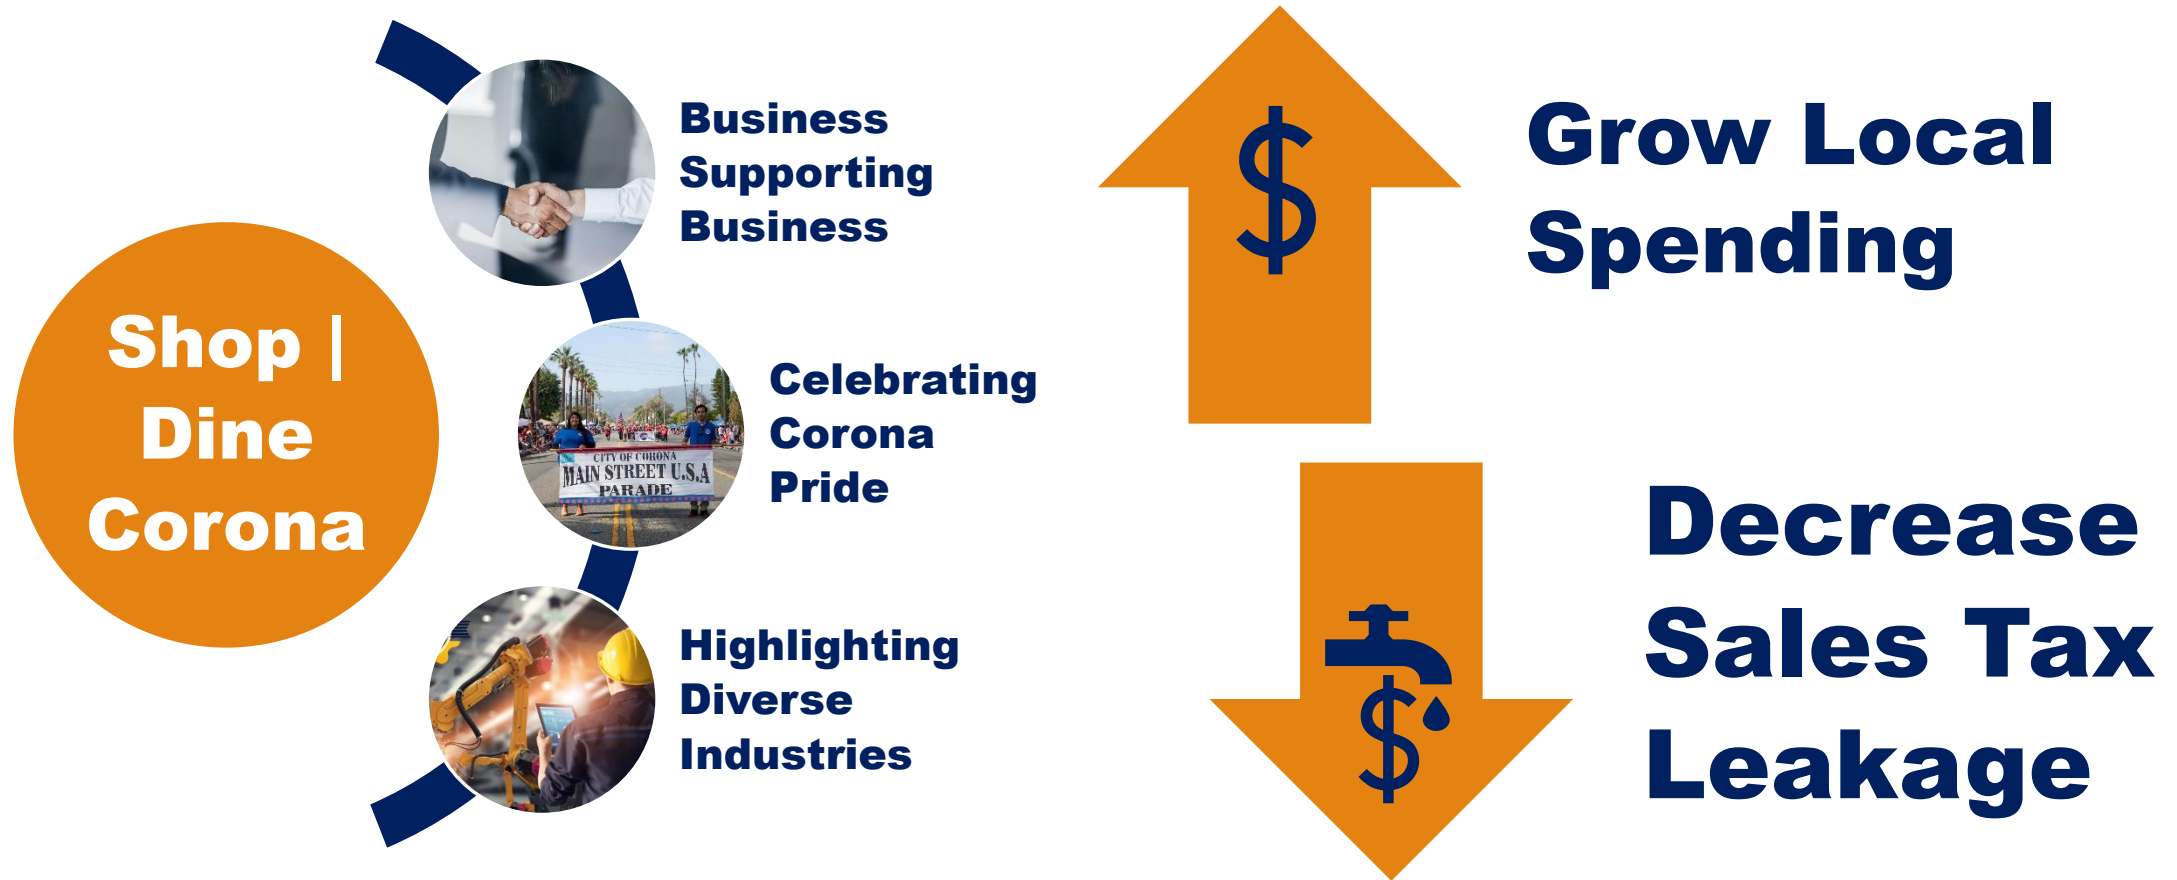 Shop |
Dine
Corona
Business
Supporting
Business
Celebrating
Corona
Pride
CITY OF CORONA
MAIN STREET U.S.A
PARADE
Highlighting
Diverse
Industries
$
Grow Local
Spending
$
Decrease
Sales Tax
Leakage